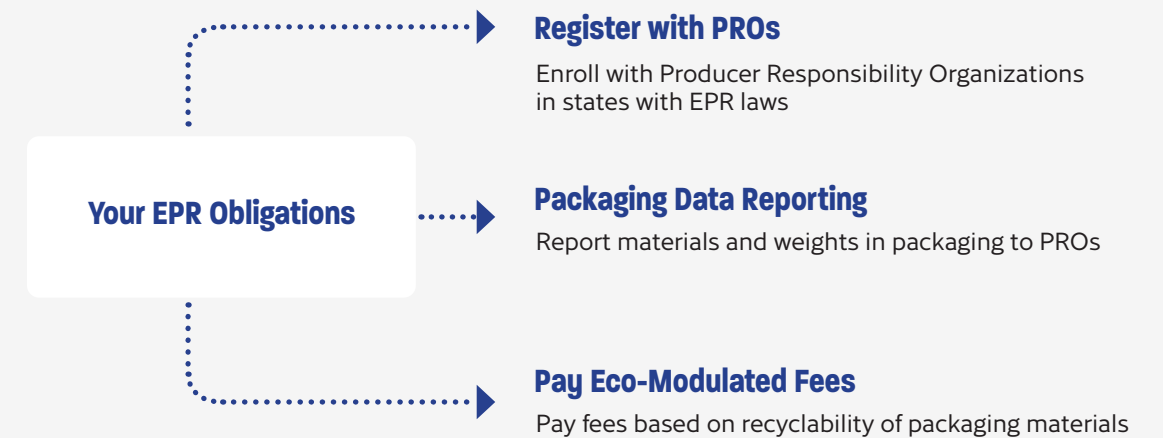 Register with PROs
Enroll with Producer Responsibility Organizations
in states with EPR laws
Your EPR Obligations
Packaging Data Reporting
Report materials and weights in packaging to PROs
Pay Eco-Modulated Fees
Pay fees based on recyclability of packaging materials